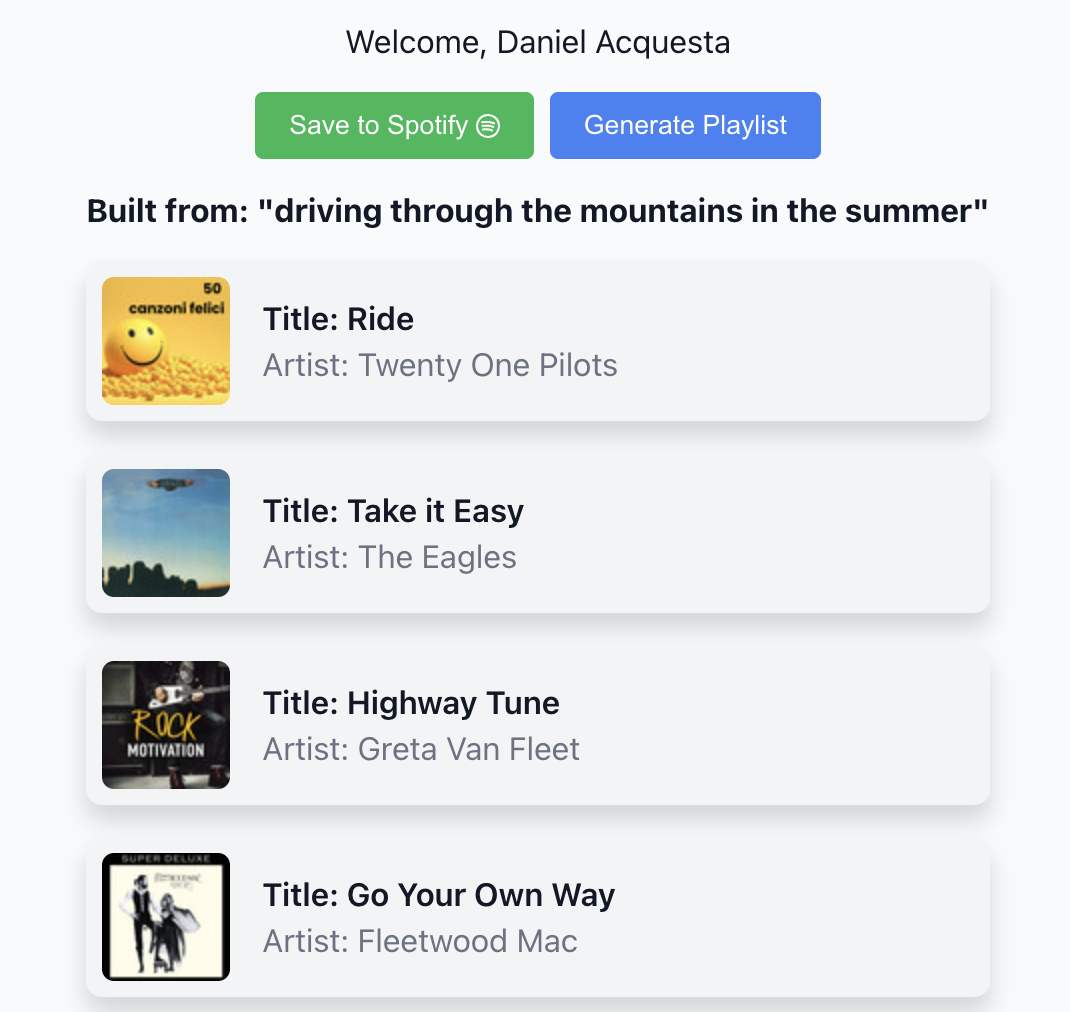 Welcome, Daniel Acquesta
Save to Spotify
Generate Playlist
Built from: "driving through the mountains in the summer"
50
canzoni felici
Title: Ride
Artist: Twenty One Pilots
Title: Take it Easy
Artist: The Eagles
ROCK
MOTIVATION
Title: Highway Tune
Artist: Greta Van Fleet
SUPER DELUXE
Title: Go Your Own Way
Artist: Fleetwood Mac